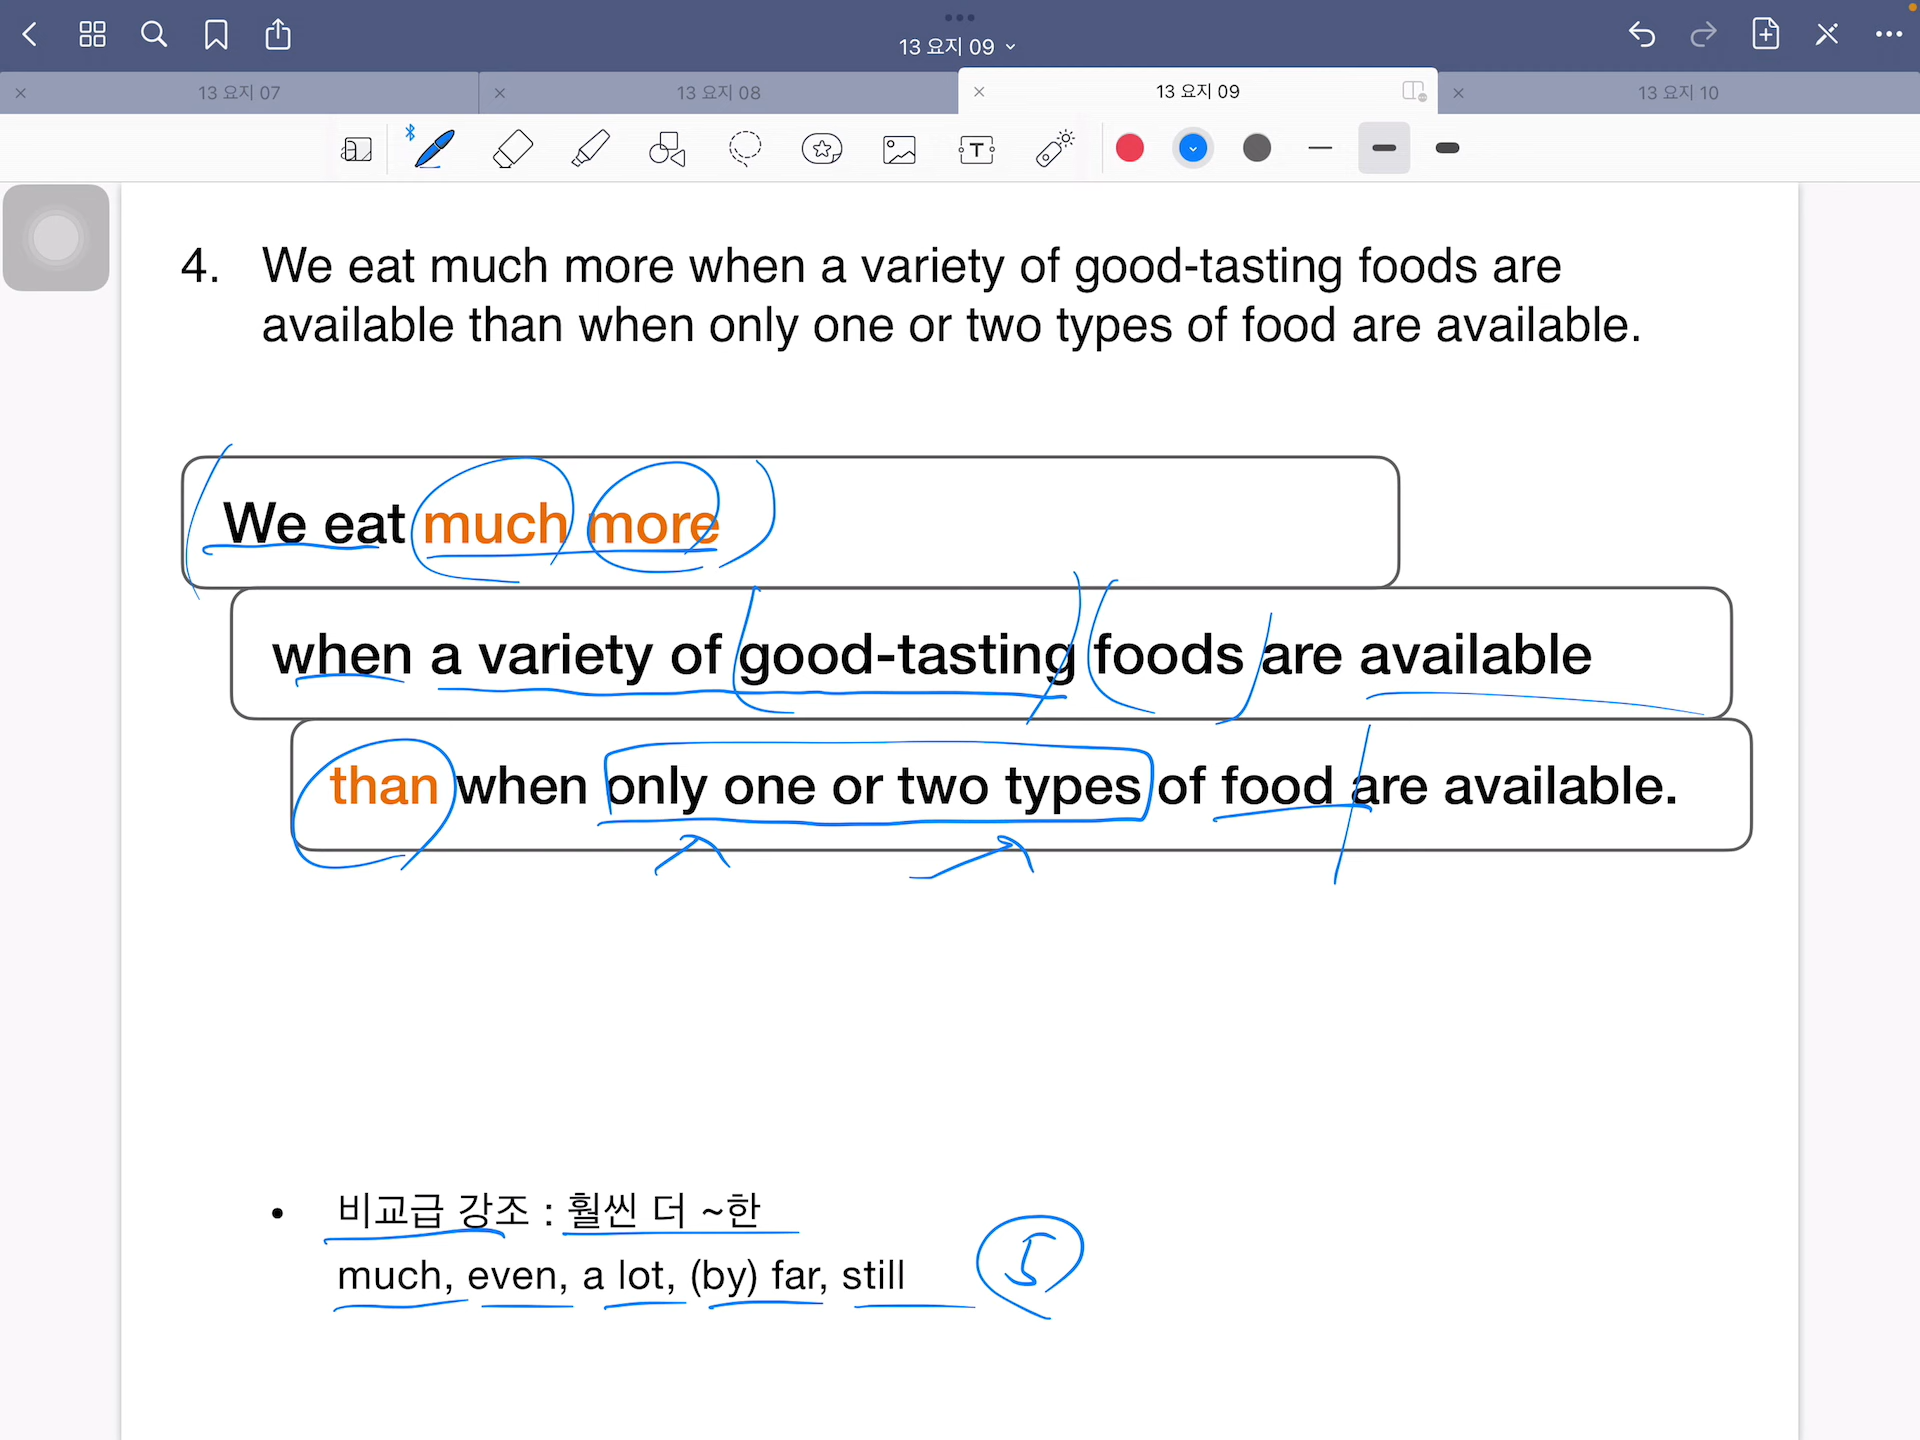 13 요지 09
13 요지 07
13 요지 08
13 요지 09
13 요지 10
4. We eat much more when a variety of good-tasting foods are
available than when only one or two types of food are available.
We eat much more
when a variety of good-tasting foods are available
than when only one or two types of food are available.
• 비교급 강조 : 훨씬 더 ~한
much, even, a lot, (by) far, still